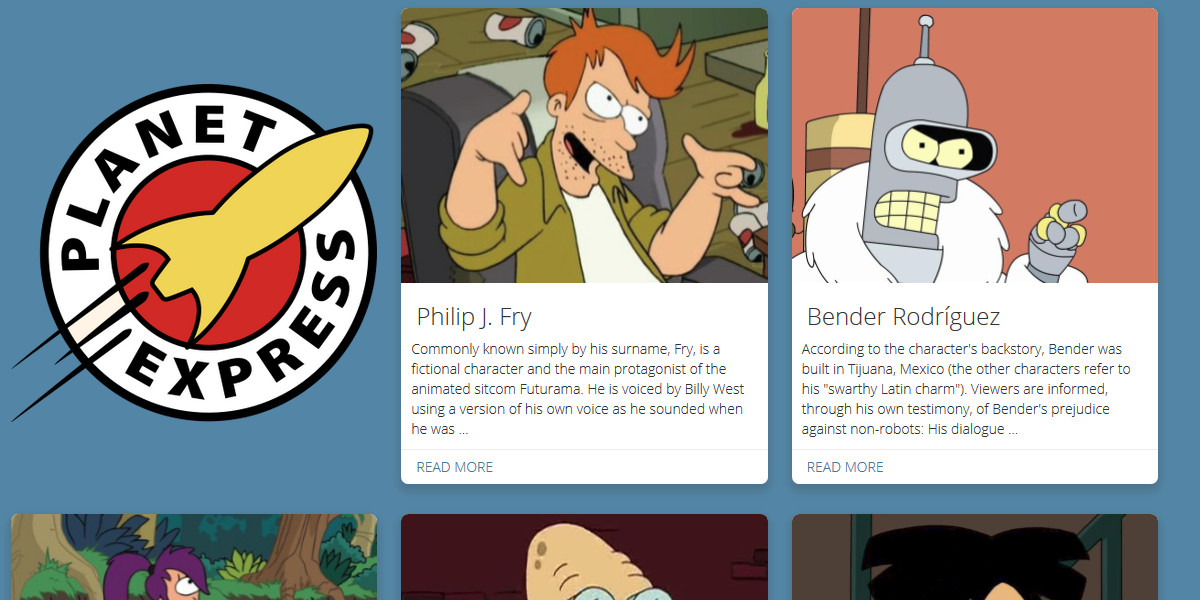 PLANET
EXPRESS
Philip J. Fry
Commonly known simply by his surname, Fry, is a
fictional character and the main protagonist of the
animated sitcom Futurama. He is voiced by Billy West
using a version of his own voice as he sounded when
he was ...
READ MORE
Bender Rodríguez
According to the character's backstory, Bender was
built in Tijuana, Mexico (the other characters refer to
his "swarthy Latin charm"). Viewers are informed,
through his own testimony, of Bender's prejudice
against non-robots: His dialogue ...
READ MORE